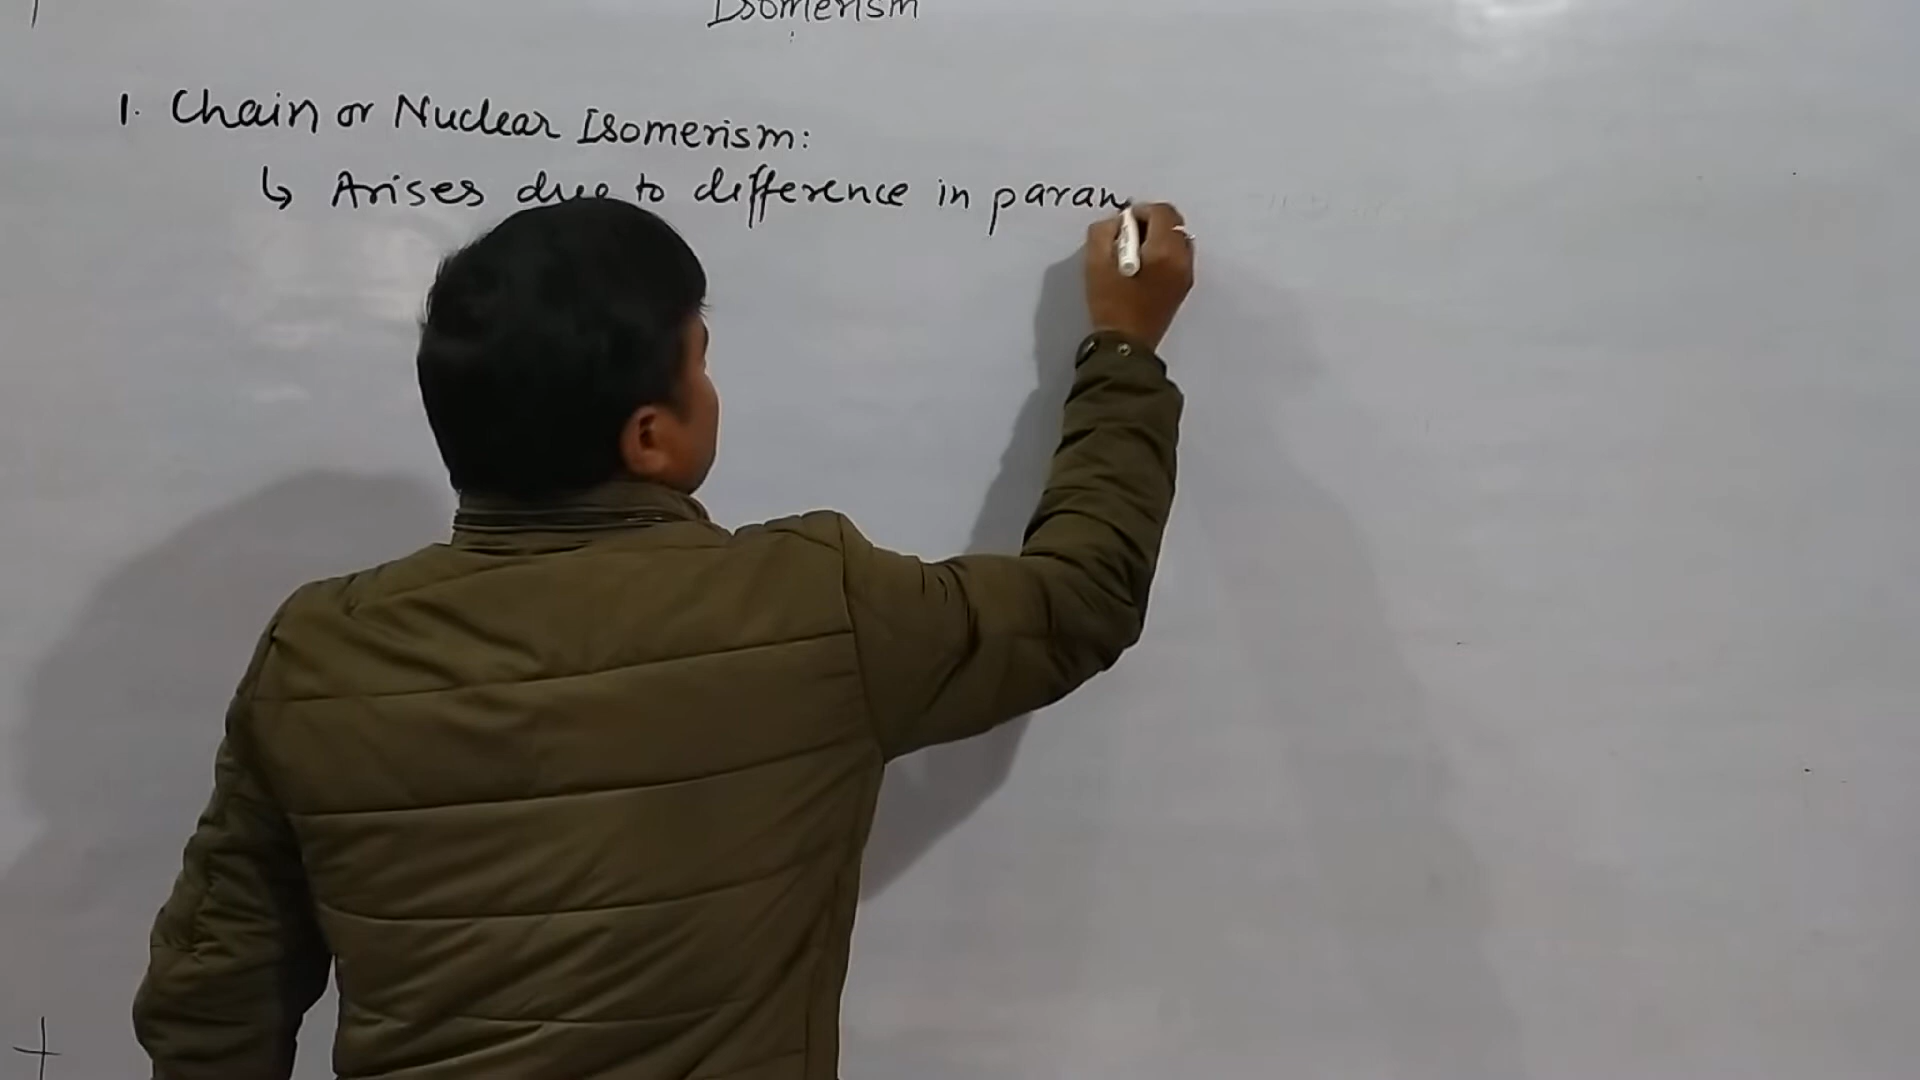 Isomerism
1. Chain or Nuclear Isomerism:
↳ Arises due to difference in paran